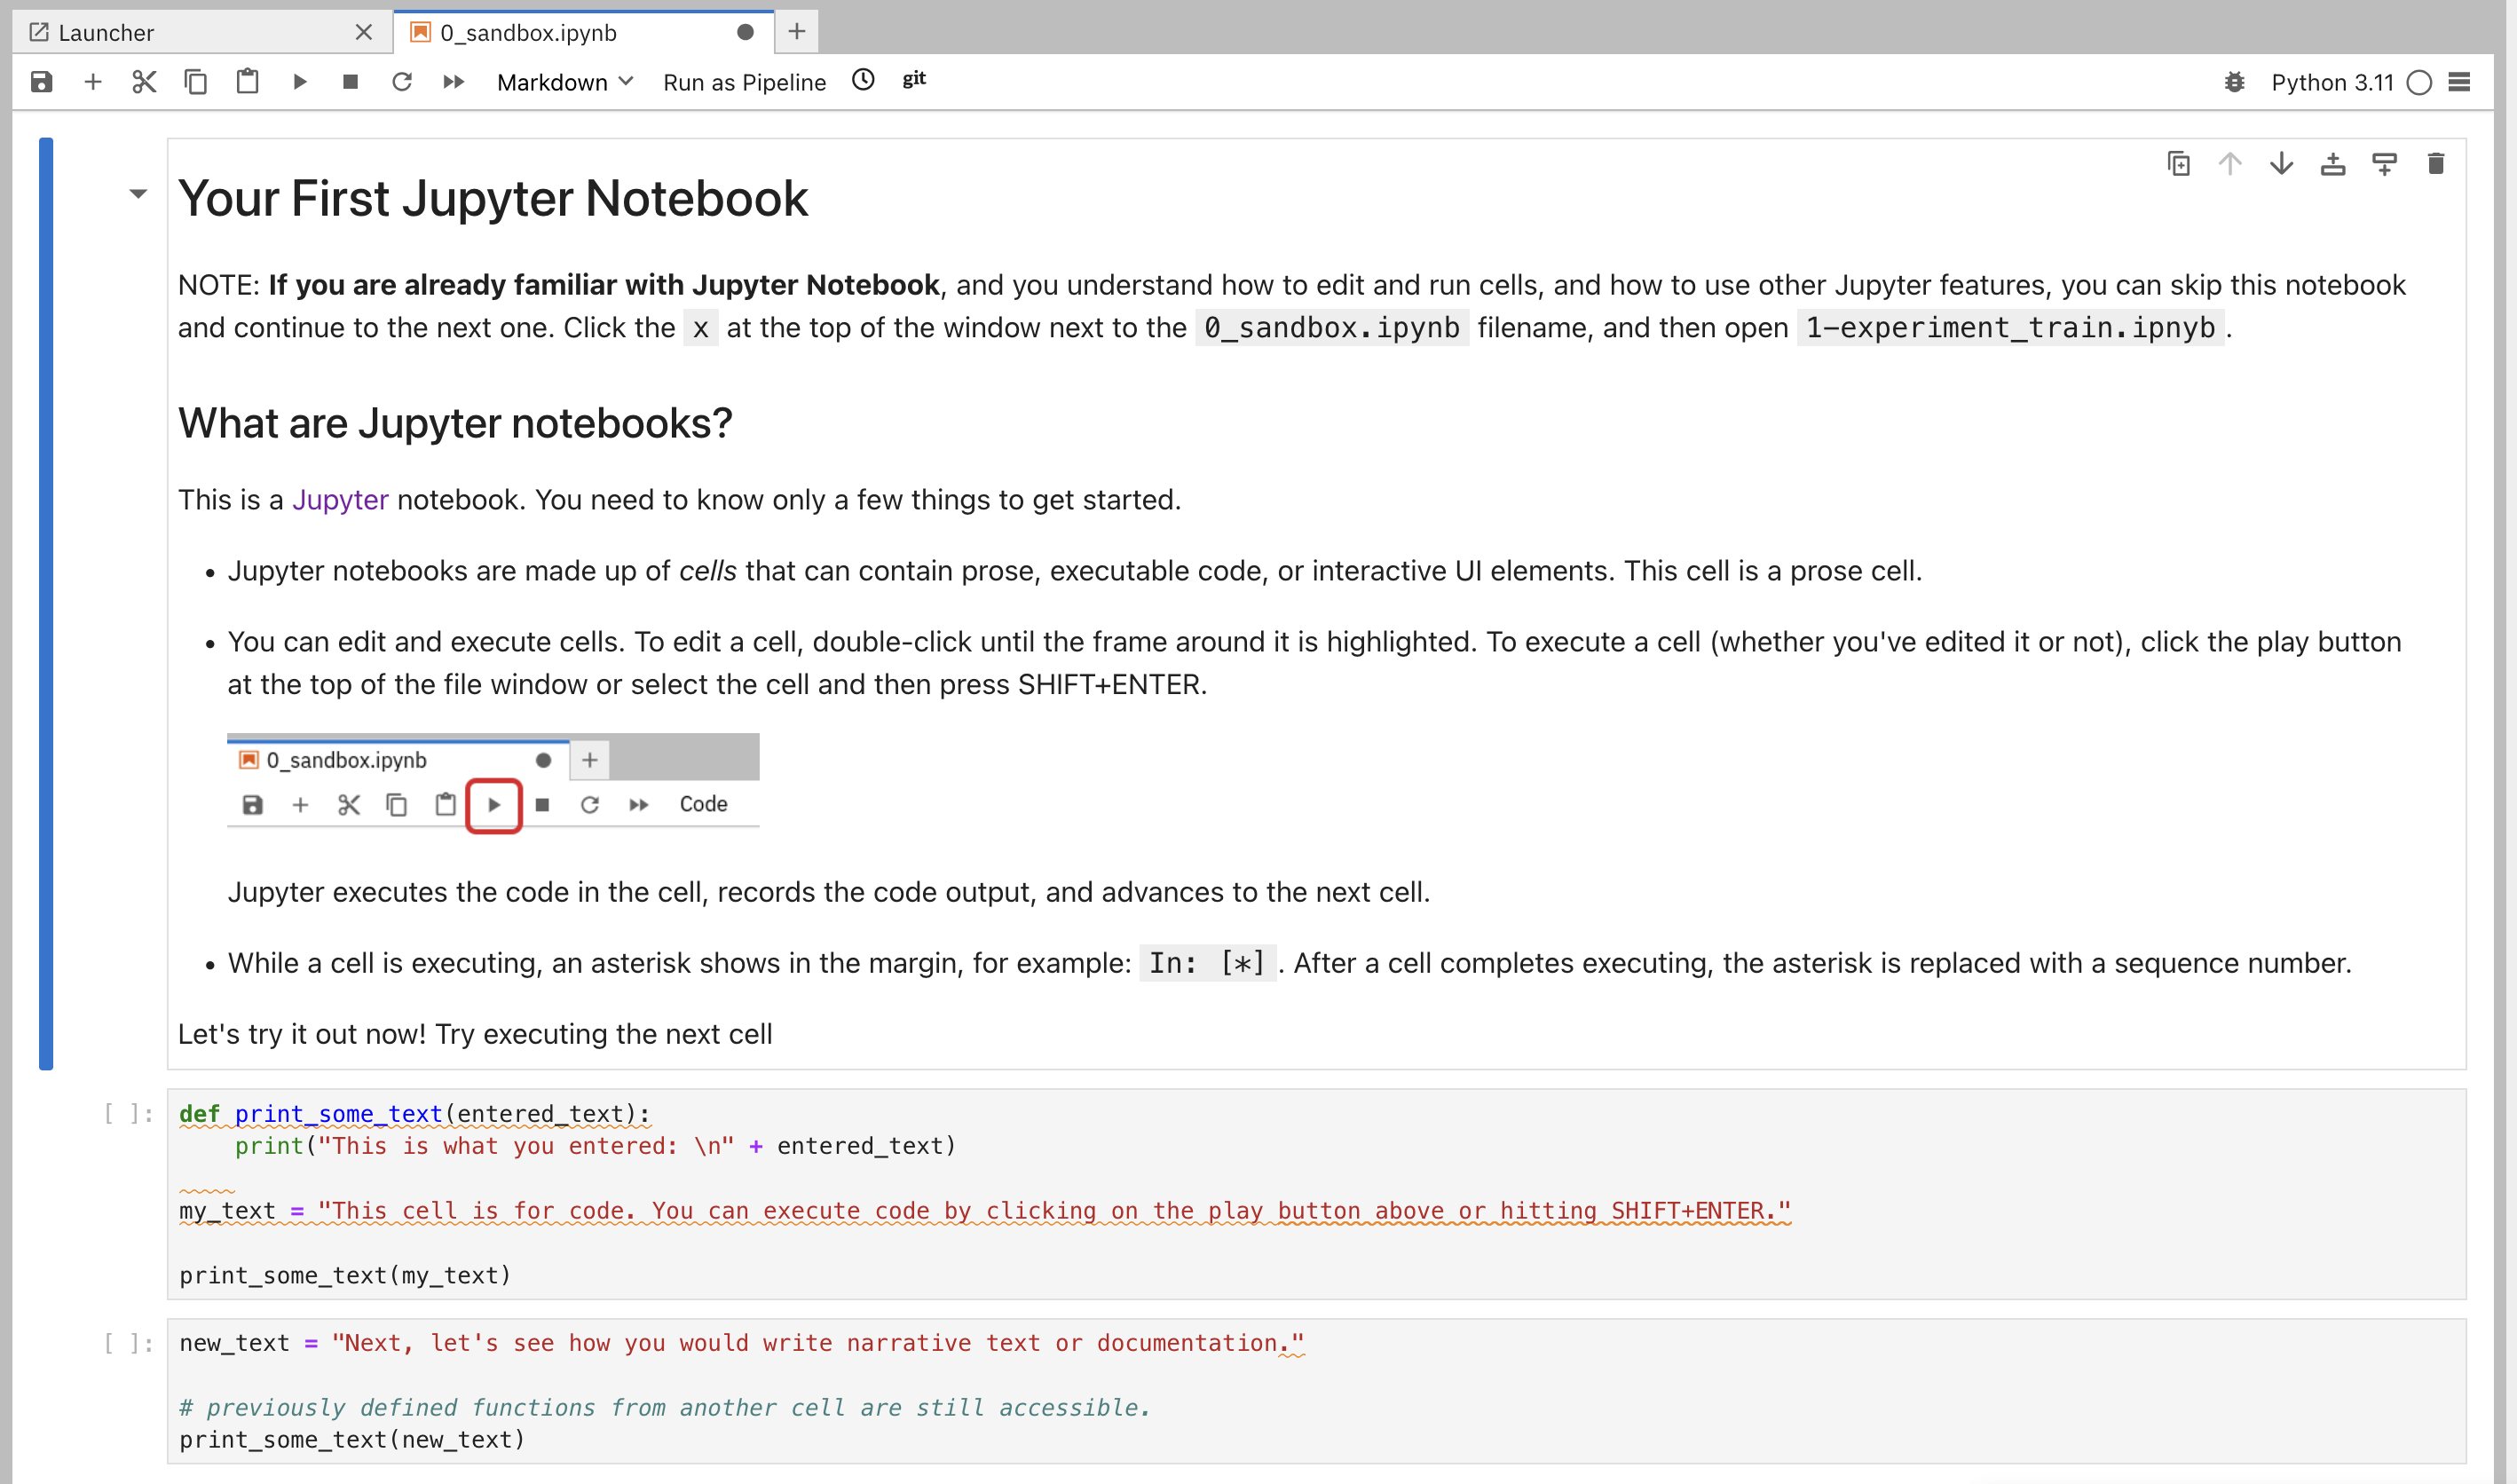 Launcher
0_sandbox.ipynb
Markdown
Run as Pipeline
git
Python 3.11
Your First Jupyter Notebook
NOTE: If you are already familiar with Jupyter Notebook, and you understand how to edit and run cells, and how to use other Jupyter features, you can skip this notebook
and continue to the next one. Click the x at the top of the window next to the 0_sandbox.ipynb filename, and then open 1-experiment_train.ipnyb.
What are Jupyter notebooks?
This is a Jupyter notebook. You need to know only a few things to get started.
• Jupyter notebooks are made up of cells that can contain prose, executable code, or interactive UI elements. This cell is a prose cell.
• You can edit and execute cells. To edit a cell, double-click until the frame around it is highlighted. To execute a cell (whether you've edited it or not), click the play button
at the top of the file window or select the cell and then press SHIFT+ENTER.
0_sandbox.ipynb
Code
Jupyter executes the code in the cell, records the code output, and advances to the next cell.
• While a cell is executing, an asterisk shows in the margin, for example: In: [*]. After a cell completes executing, the asterisk is replaced with a sequence number.
Let's try it out now! Try executing the next cell
[ ]: def print_some_text(entered_text):
    print("This is what you entered: \n" + entered_text)
my_text = "This cell is for code. You can execute code by clicking on the play button above or hitting SHIFT+ENTER."
print_some_text(my_text)
[ ]: new_text = "Next, let's see how you would write narrative text or documentation."
# previously defined functions from another cell are still accessible.
print_some_text(new_text)